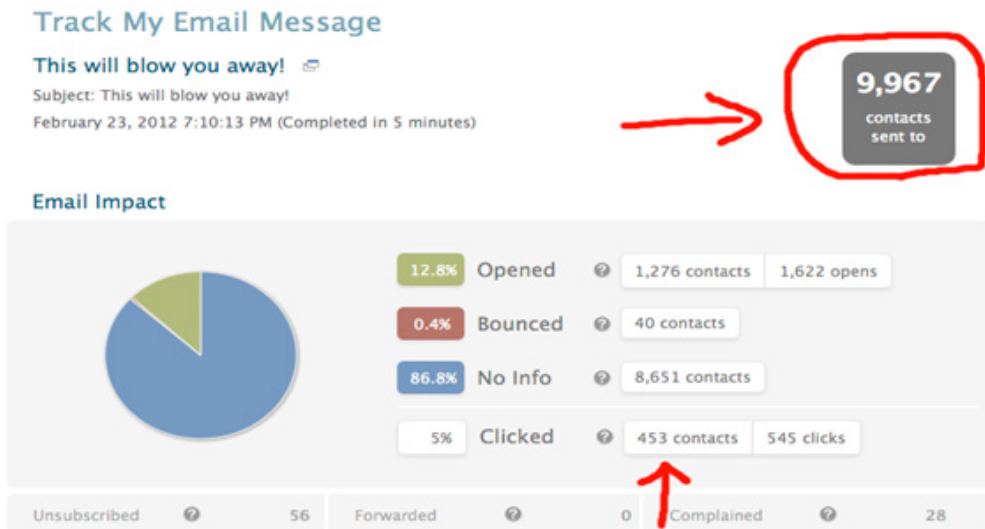 Track My Email Message
This will blow you away!
Subject: This will blow you away!
February 23, 2012 7:10:13 PM (Completed in 5 minutes)
9,967
contacts
sent to
Email Impact
12.8% Opened 1,276 contacts 1,622 opens
0.4% Bounced 40 contacts
86.8% No Info 8,651 contacts
5% Clicked 453 contacts 545 clicks
Unsubscribed 56 Forwarded 0 Complained 28